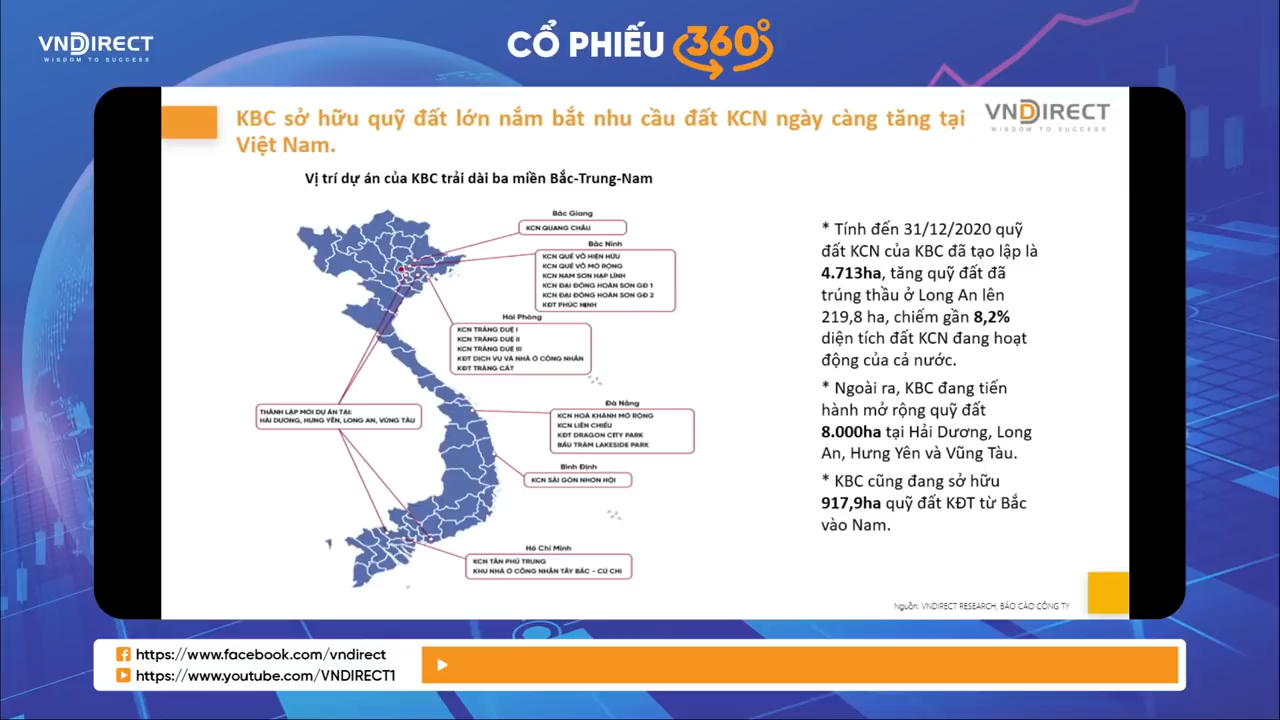 VNDIRECT
WISDOM TO SUCCESS
CỔ PHIẾU 360°
KBC sở hữu quỹ đất lớn nắm bắt nhu cầu đất KCN ngày càng tăng tại
Việt Nam.
VNDIRECT
WISDOM TO SUCCESS
Vị trí dự án của KBC trải dài ba miền Bắc-Trung-Nam
Bắc Giang
KCN QUANG CHÂU
Bắc Ninh
KCN QUẾ VÕ HIỆN HỮU
KCN QUẾ VÕ MỞ RỘNG
KCN NAM SƠN HẠP LĨNH
KCN ĐẠI ĐỒNG HOÀN SƠN GĐ 1
KCN ĐẠI ĐỒNG HOÀN SƠN GĐ 2
KĐT PHÚC NINH
Hải Phòng
KCN TRÀNG DUỆ I
KCN TRÀNG DUỆ II
KCN TRÀNG DUỆ III
KĐT DỊCH VỤ VÀ NHÀ Ở CÔNG NHÂN
KĐT TRÀNG CÁT
THÀNH LẬP MỚI DỰ ÁN TẠI:
HẢI DƯƠNG, HƯNG YÊN, LONG AN, VŨNG TÀU
Đà Nẵng
KCN HOÀ KHÁNH MỞ RỘNG
KCN LIÊN CHIỂU
KĐT DRAGON CITY PARK
BÀU TRÀM LAKESIDE PARK
Bình Định
KCN SÀI GÒN NHƠN HỘI
Hồ Chí Minh
KCN TÂN PHÚ TRUNG
KHU NHÀ Ở CÔNG NHÂN TÂY BẮC - CỦ CHI
* Tính đến 31/12/2020 quỹ
đất KCN của KBC đã tạo lập là
4.713ha, tăng quỹ đất đã
trúng thầu ở Long An lên
219,8 ha, chiếm gần 8,2%
diện tích đất KCN đang hoạt
động của cả nước.
* Ngoài ra, KBC đang tiến
hành mở rộng quỹ đất
8.000ha tại Hải Dương, Long
An, Hưng Yên và Vũng Tàu.
* KBC cũng đang sở hữu
917,9ha quỹ đất KĐT từ Bắc
vào Nam.
Nguồn: VNDIRECT RESEARCH, BÁO CÁO CÔNG TY
https://www.facebook.com/vndirect
https://www.youtube.com/VNDIRECT1